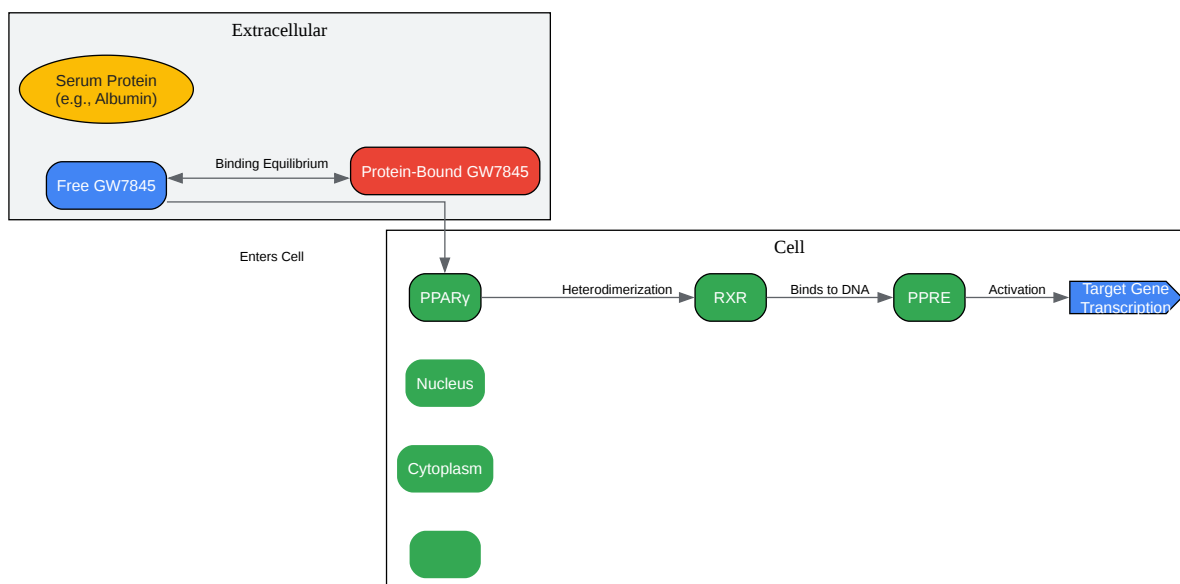 Extracellular
Serum Protein
(e.g., Albumin)
Binding Equilibrium
Free GW7845
Protein-Bound GW7845
Enters Cell
Cell
PPARγ
Heterodimerization
RXR
Binds to DNA
PPRE
Activation
Target Gene
Transcription
Nucleus
Cytoplasm